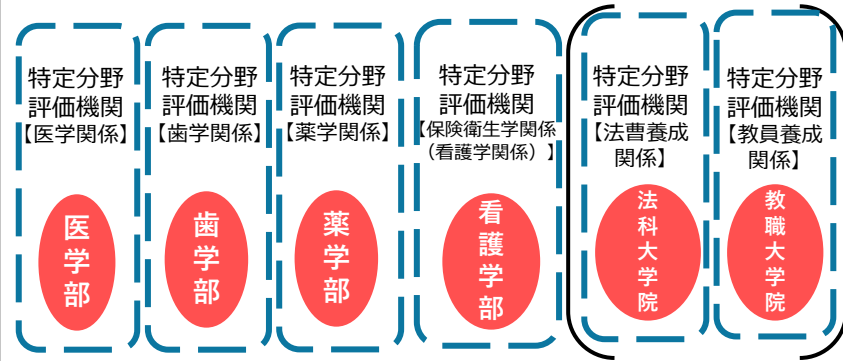 特定分野
評価機関
【医学関係】
医学部
特定分野
評価機関
【歯学関係】
歯学部
特定分野
評価機関
【薬学関係】
薬学部
特定分野
評価機関
【保険衛生学関係
（看護学関係）】
看護学部
特定分野
評価機関
【法曹養成
関係】
法科大学院
特定分野
評価機関
【教員養成
関係】
教職大学院